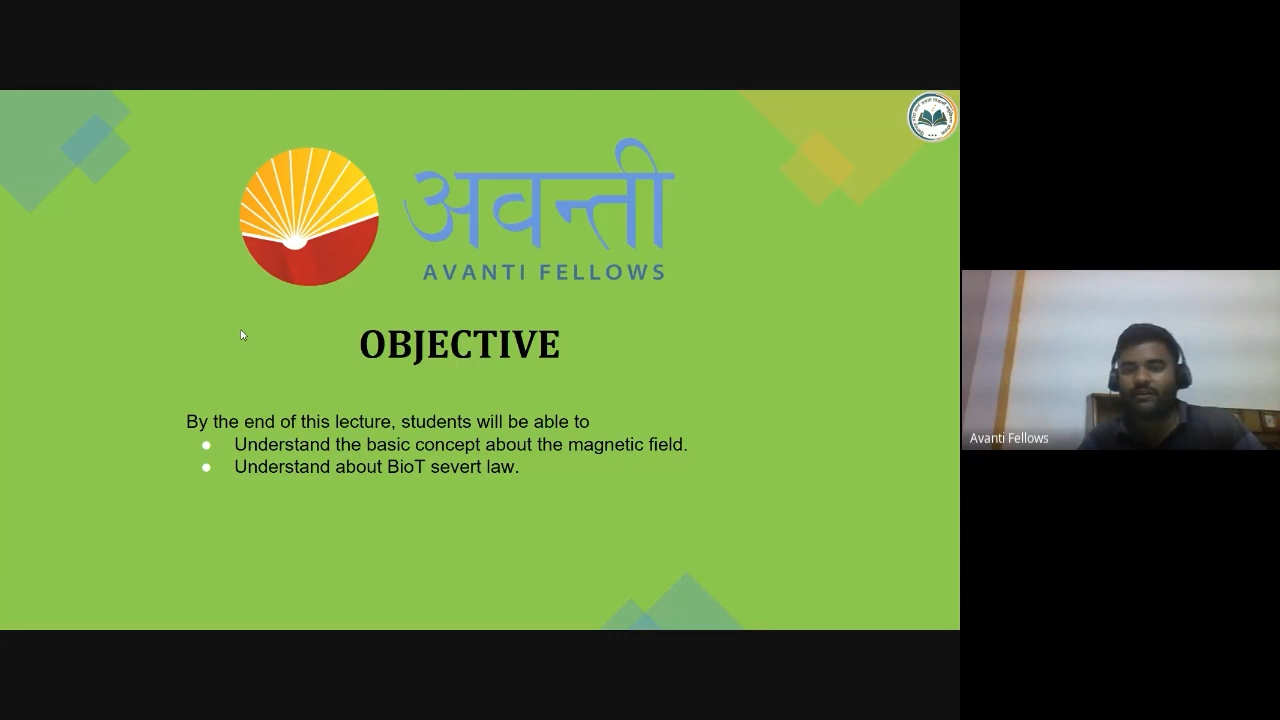 अवन्ती
AVANTI FELLOWS
OBJECTIVE
By the end of this lecture, students will be able to
Understand the basic concept about the magnetic field.
Understand about BioT severt law.
Avanti Fellows